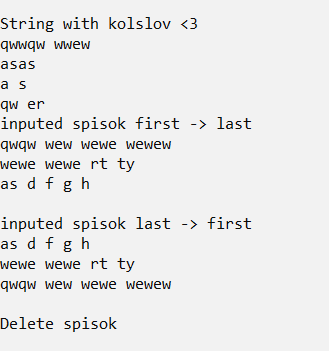 String with kolslov <3
qwwqw wwew
asas
a s
qw er
inputed spisok first -> last
qwqw wew wewe wewew
wewe wewe rt ty
as d f g h
inputed spisok last -> first
as d f g h
wewe wewe rt ty
qwqw wew wewe wewew
Delete spisok